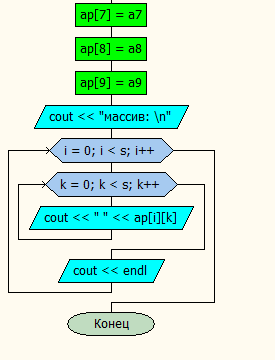 ap[7] = a7
ap[8] = a8
ap[9] = a9
cout << "массив: \n"
i = 0; i < s; i++
k = 0; k < s; k++
cout << " " << ap[i][k]
cout << endl
Конец